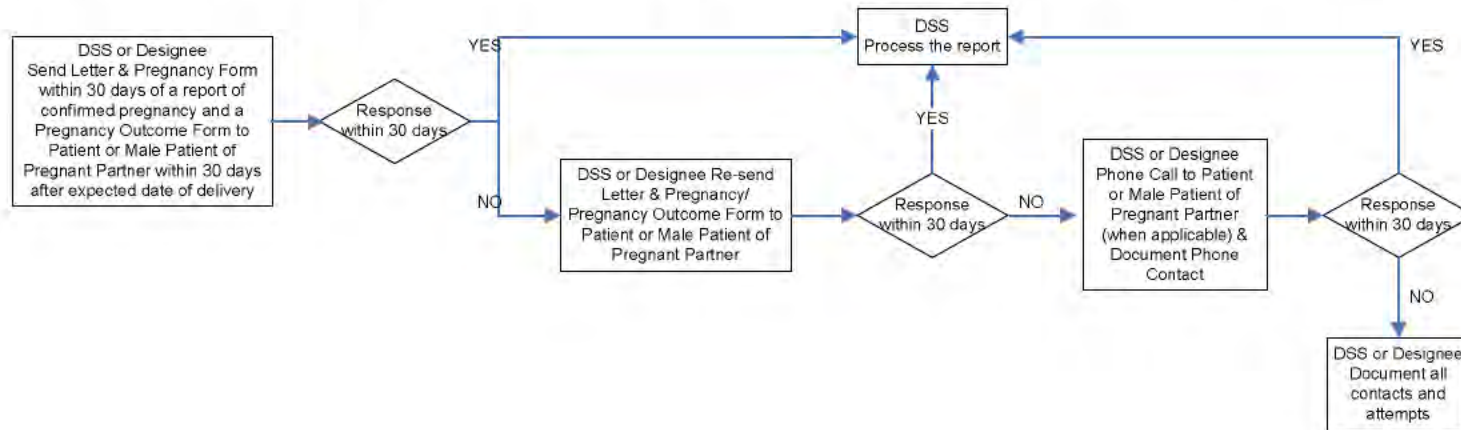 DSS or Designee
Send Letter & Pregnancy Form
within 30 days of a report of
confirmed pregnancy and a
Pregnancy Outcome Form to
Patient or Male Patient of
Pregnant Partner within 30 days
after expected date of delivery
Response
within 30 days
YES
NO
DSS
Process the report
DSS or Designee Re-send
Letter & Pregnancy/
Pregnancy Outcome Form to
Patient or Male Patient of
Pregnant Partner
YES
Response
within 30 days
NO
DSS or Designee
Phone Call to Patient
or Male Patient of
Pregnant Partner
(when applicable) &
Document Phone
Contact
YES
Response
within 30 days
NO
DSS or Designee
Document all
contacts and
attempts